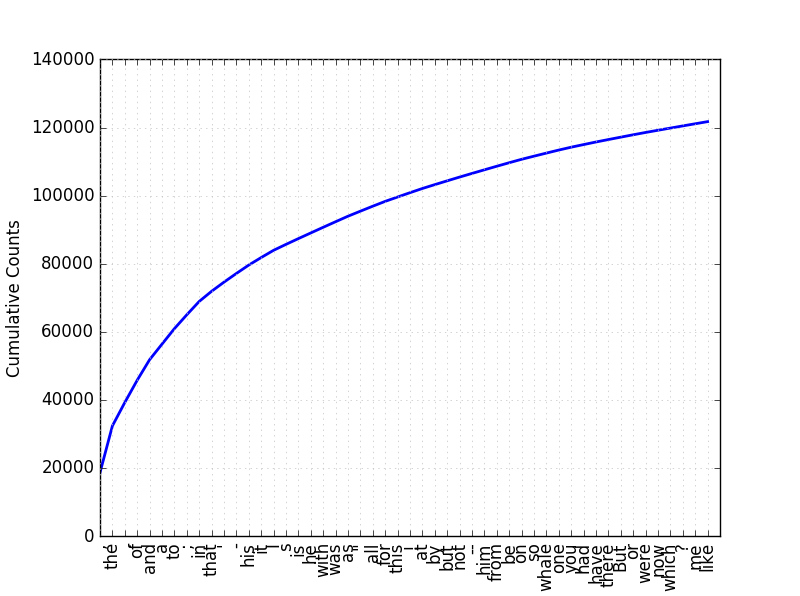 140000
120000
100000
80000
60000
40000
20000
0
Cumulative Counts
,
the
.
of
and
a
to
;
in
that
'
-
his
it
I
s
is
he
with
was
as
"
all
for
this
!
at
by
but
not
--
him
from
be
on
so
whale
one
you
had
have
there
But
or
were
now
which
?
me
like